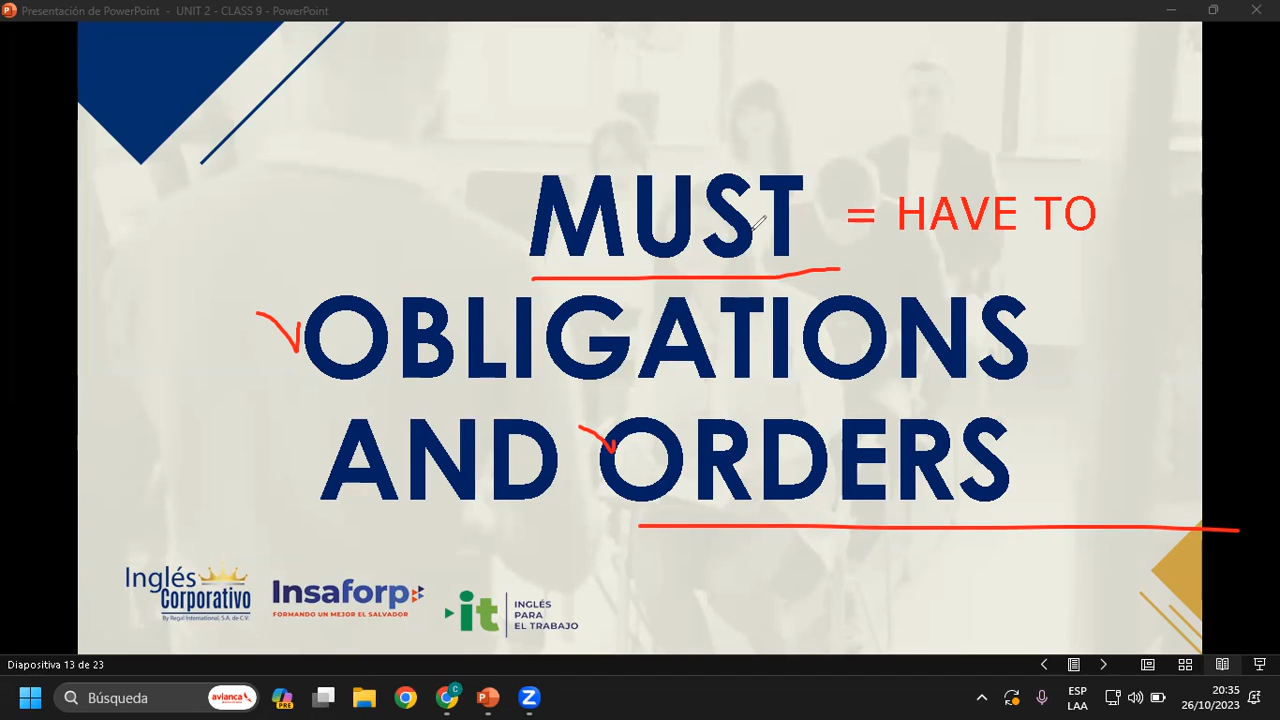 Presentación de PowerPoint - UNIT 2 - CLASS 9 - PowerPoint
MUST = HAVE TO
OBLIGATIONS
AND ORDERS
Inglés
Corporativo
By Regal International, S.A. de C.V.
Insaforp
FORMANDO UN MEJOR EL SALVADOR
it
INGLÉS
PARA
EL TRABAJO
Diapositiva 13 de 23
Búsqueda
avianca
PRE
ESP
LAA
20:35
26/10/2023